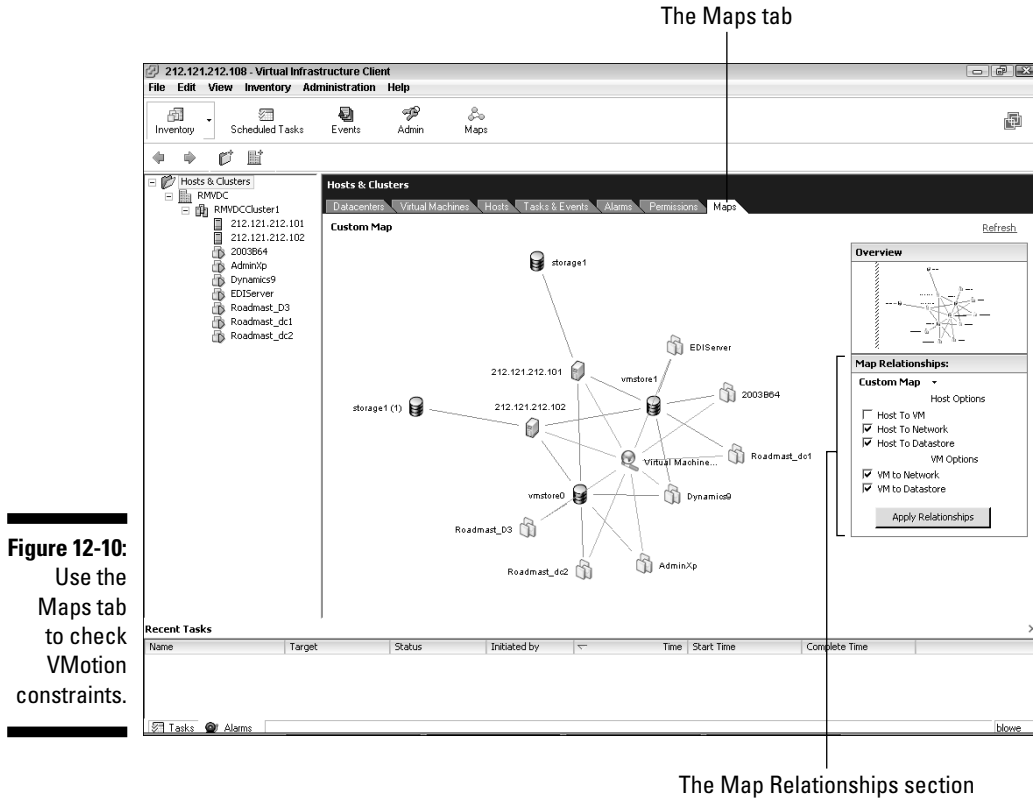 The Maps tab
212.121.212.108 - Virtual Infrastructure Client
File Edit View Inventory Administration Help
Inventory Scheduled Tasks Events Admin Maps
Hosts & Clusters
RMVDC
RMVDCCluster1
212.121.212.101
212.121.212.102
2003B64
AdminXp
Dynamics9
EDIServer
Roadmast_D3
Roadmast_dc1
Roadmast_dc2
Hosts & Clusters
Datacenters Virtual Machines Hosts Tasks & Events Alarms Permissions Maps
Custom Map
Refresh
storage1
EDIServer
212.121.212.101
vmstore1
2003B64
storage1 (1)
212.121.212.102
Virtual Machine...
Roadmast_dc1
vmstore0
Dynamics9
Roadmast_D3
Roadmast_dc2
AdminXp
Overview
Map Relationships:
Custom Map
Host Options
Host To VM
Host To Network
Host To Datastore
VM Options
VM to Network
VM to Datastore
Apply Relationships
Recent Tasks
Name Target Status Initiated by Time Start Time Complete Time
Tasks Alarms
blowe
Figure 12-10:
Use the
Maps tab
to check
VMotion
constraints.
The Map Relationships section